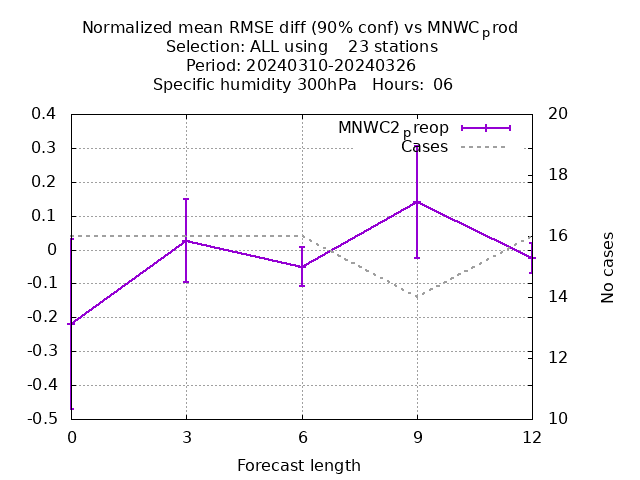 Normalized mean RMSE diff (90% conf) vs MNWCprod
Selection: ALL using    23 stations
Period: 20240310-20240326
Specific humidity 300hPa   Hours:  06
MNWC2preop
Cases
0.4
0.3
0.2
0.1
0
-0.1
-0.2
-0.3
-0.4
-0.5
20
18
16
14
12
10
No cases
0 3 6 9 12
Forecast length